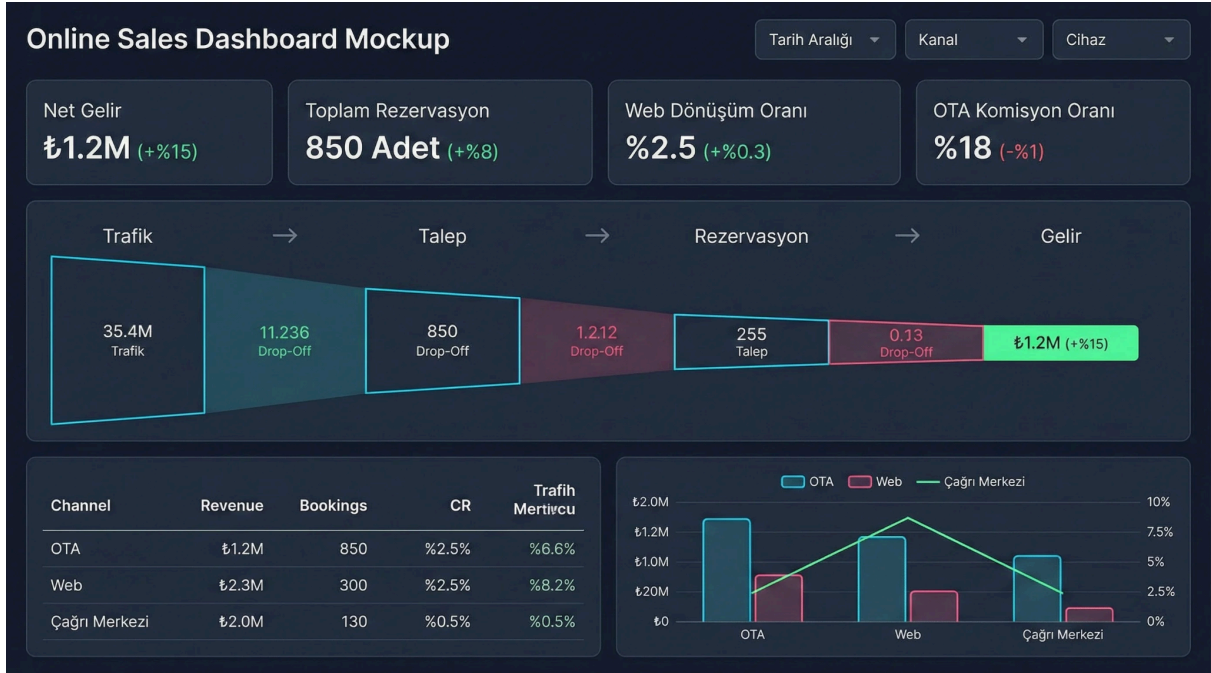 Online Sales Dashboard Mockup
Tarih Aralığı
Kanal
Cihaz
Net Gelir
₺1.2M (+%15)
Toplam Rezervasyon
850 Adet (+%8)
Web Dönüşüm Oranı
%2.5 (+%0.3)
OTA Komisyon Oranı
%18 (-%1)
Trafik → Talep → Rezervasyon → Gelir
35.4M
Trafik
11.236
Drop-Off
850
Drop-Off
1.2.12
Drop-Off
255
Talep
0.13
Drop-Off
₺1.2M (+%15)
Channel Revenue Bookings CR Trafih
OTA ₺1.2M 850 %2.5% %6.6%
Web ₺2.3M 300 %2.5% %8.2%
Çağrı Merkezi ₺2.0M 130 %0.5% %0.5%
OTA Web Çağrı Merkezi
₺2.0M 10%
₺1.2M 7.5%
₺1.0M 5%
₺20M 2.5%
₺0 0%
OTA Web Çağrı Merkezi